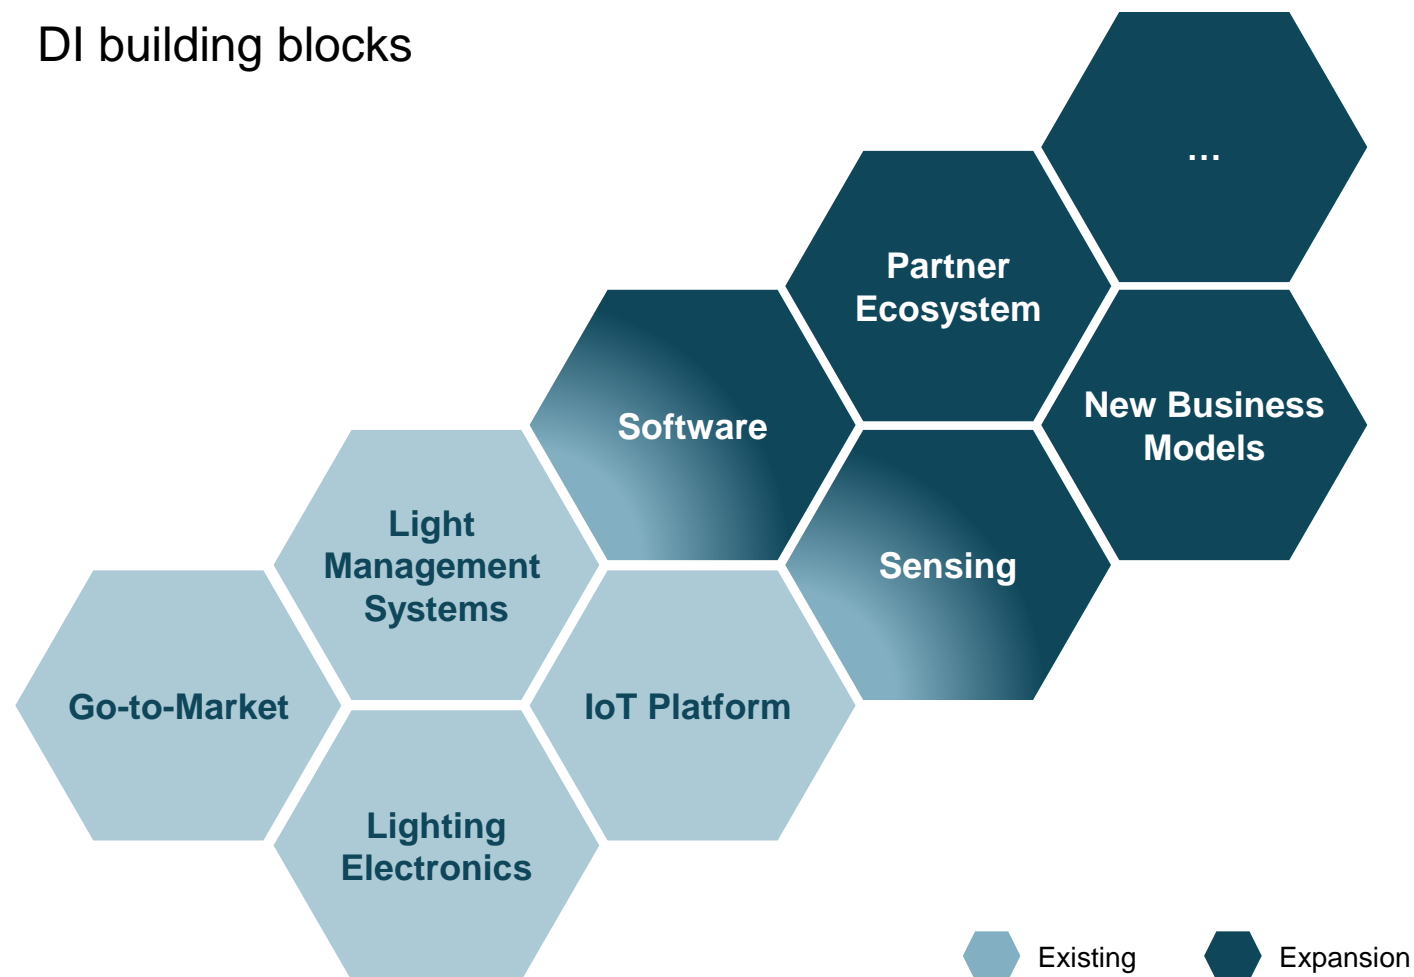 DI building blocks
...
Partner
Ecosystem
New Business
Models
Software
Sensing
Light
Management
Systems
Go-to-Market
IoT Platform
Lighting
Electronics
Existing
Expansion